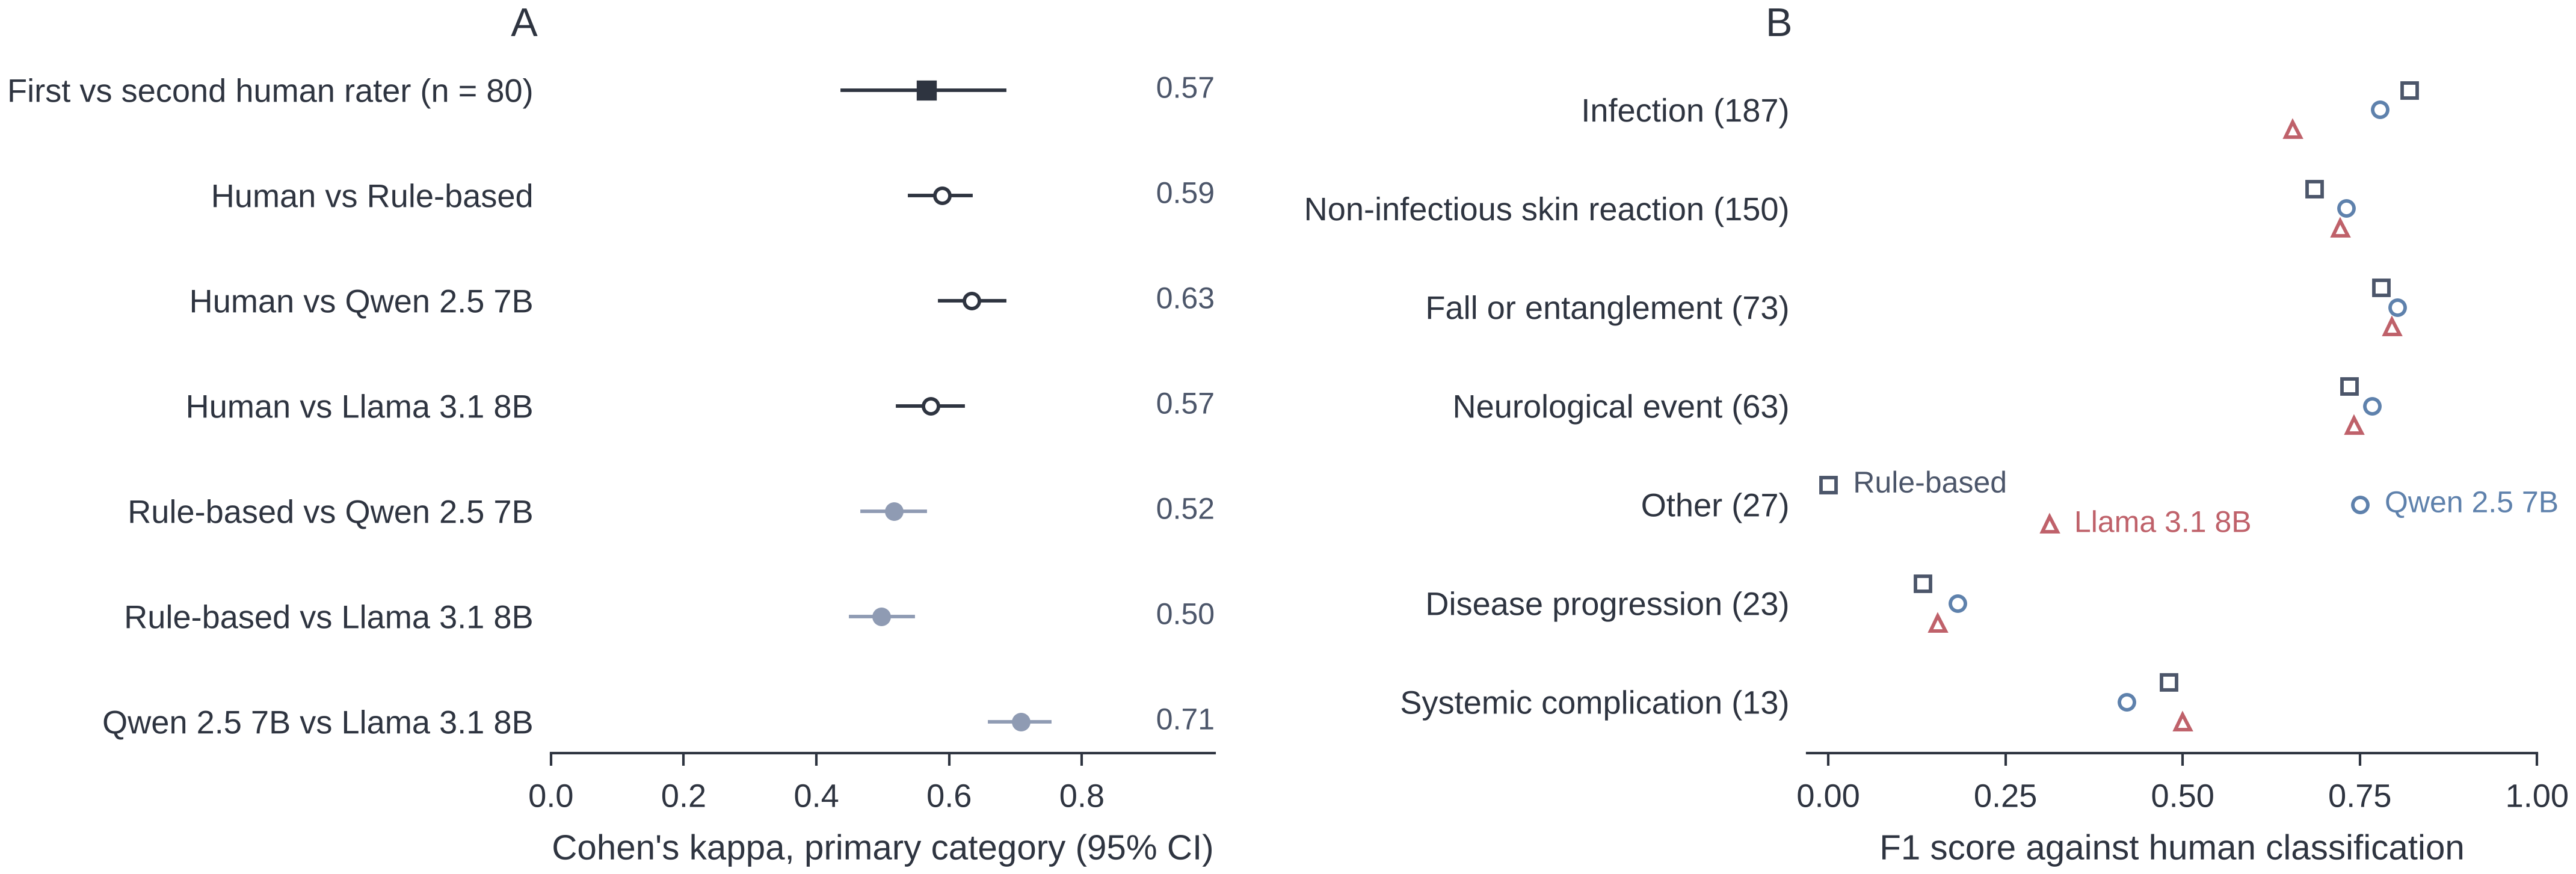 A
First vs second human rater (n = 80)
0.57
Human vs Rule-based
0.59
Human vs Qwen 2.5 7B
0.63
Human vs Llama 3.1 8B
0.57
Rule-based vs Qwen 2.5 7B
0.52
Rule-based vs Llama 3.1 8B
0.50
Qwen 2.5 7B vs Llama 3.1 8B
0.71
0.0 0.2 0.4 0.6 0.8
Cohen's kappa, primary category (95% CI)
B
Infection (187)
Non-infectious skin reaction (150)
Fall or entanglement (73)
Neurological event (63)
Other (27)
Rule-based
Qwen 2.5 7B
Llama 3.1 8B
Disease progression (23)
Systemic complication (13)
0.00 0.25 0.50 0.75 1.00
F1 score against human classification